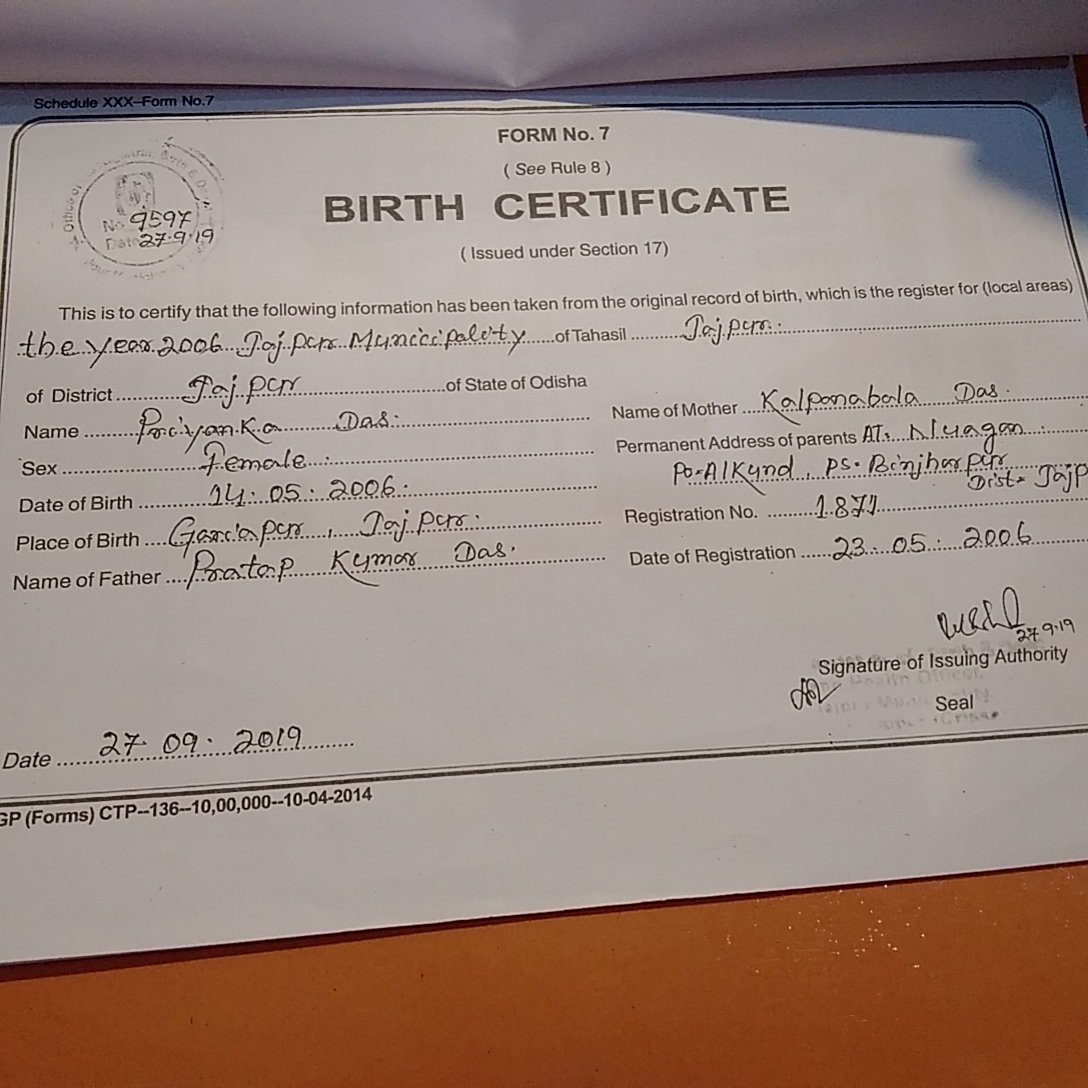 Schedule XXX–Form No.7
FORM No. 7
( See Rule 8 )
BIRTH CERTIFICATE
( Issued under Section 17)
No 9597
Date 27.9.19
This is to certify that the following information has been taken from the original record of birth, which is the register for (local areas)
the year 2006 Jajpur Municipality of Tahasil Jajpur.
of District Jajpur of State of Odisha
Name Priyanka Das.
Sex Female.
Date of Birth 14.05.2006.
Place of Birth Gariapur, Jajpur.
Name of Father Pratap Kumar Das.
Name of Mother Kalpanabala Das.
Permanent Address of parents AT. Nuagan
Po-Alkund, PS. Binjharpur
Dist- JajP
Registration No. 1871
Date of Registration 23.05.2006
27.9.19
Signature of Issuing Authority
Seal
Date 27.09.2019
GP (Forms) CTP--136--10,00,000--10-04-2014